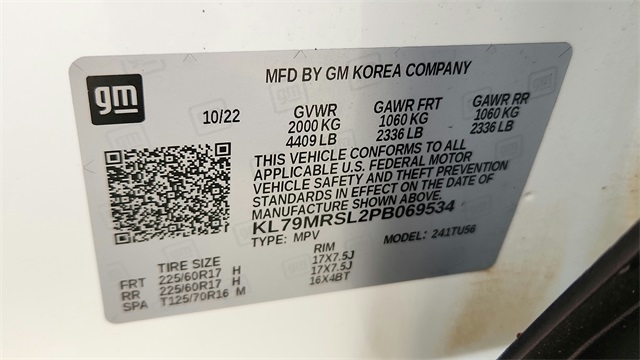 gm
MFD BY GM KOREA COMPANY
10/22
GVWR GAWR FRT GAWR RR
2000 KG 1060 KG 1060 KG
4409 LB 2336 LB 2336 LB
THIS VEHICLE CONFORMS TO ALL
APPLICABLE U.S. FEDERAL MOTOR
VEHICLE SAFETY AND THEFT PREVENTION
STANDARDS IN EFFECT ON THE DATE OF
MANUFACTURE SHOWN ABOVE.
KL79MRSL2PB069534
TYPE: MPV MODEL: 241TU56
TIRE SIZE RIM
FRT 225/60R17 H 17X7.5J
RR 225/60R17 H 17X7.5J
SPA T125/70R16 M 16X4BT